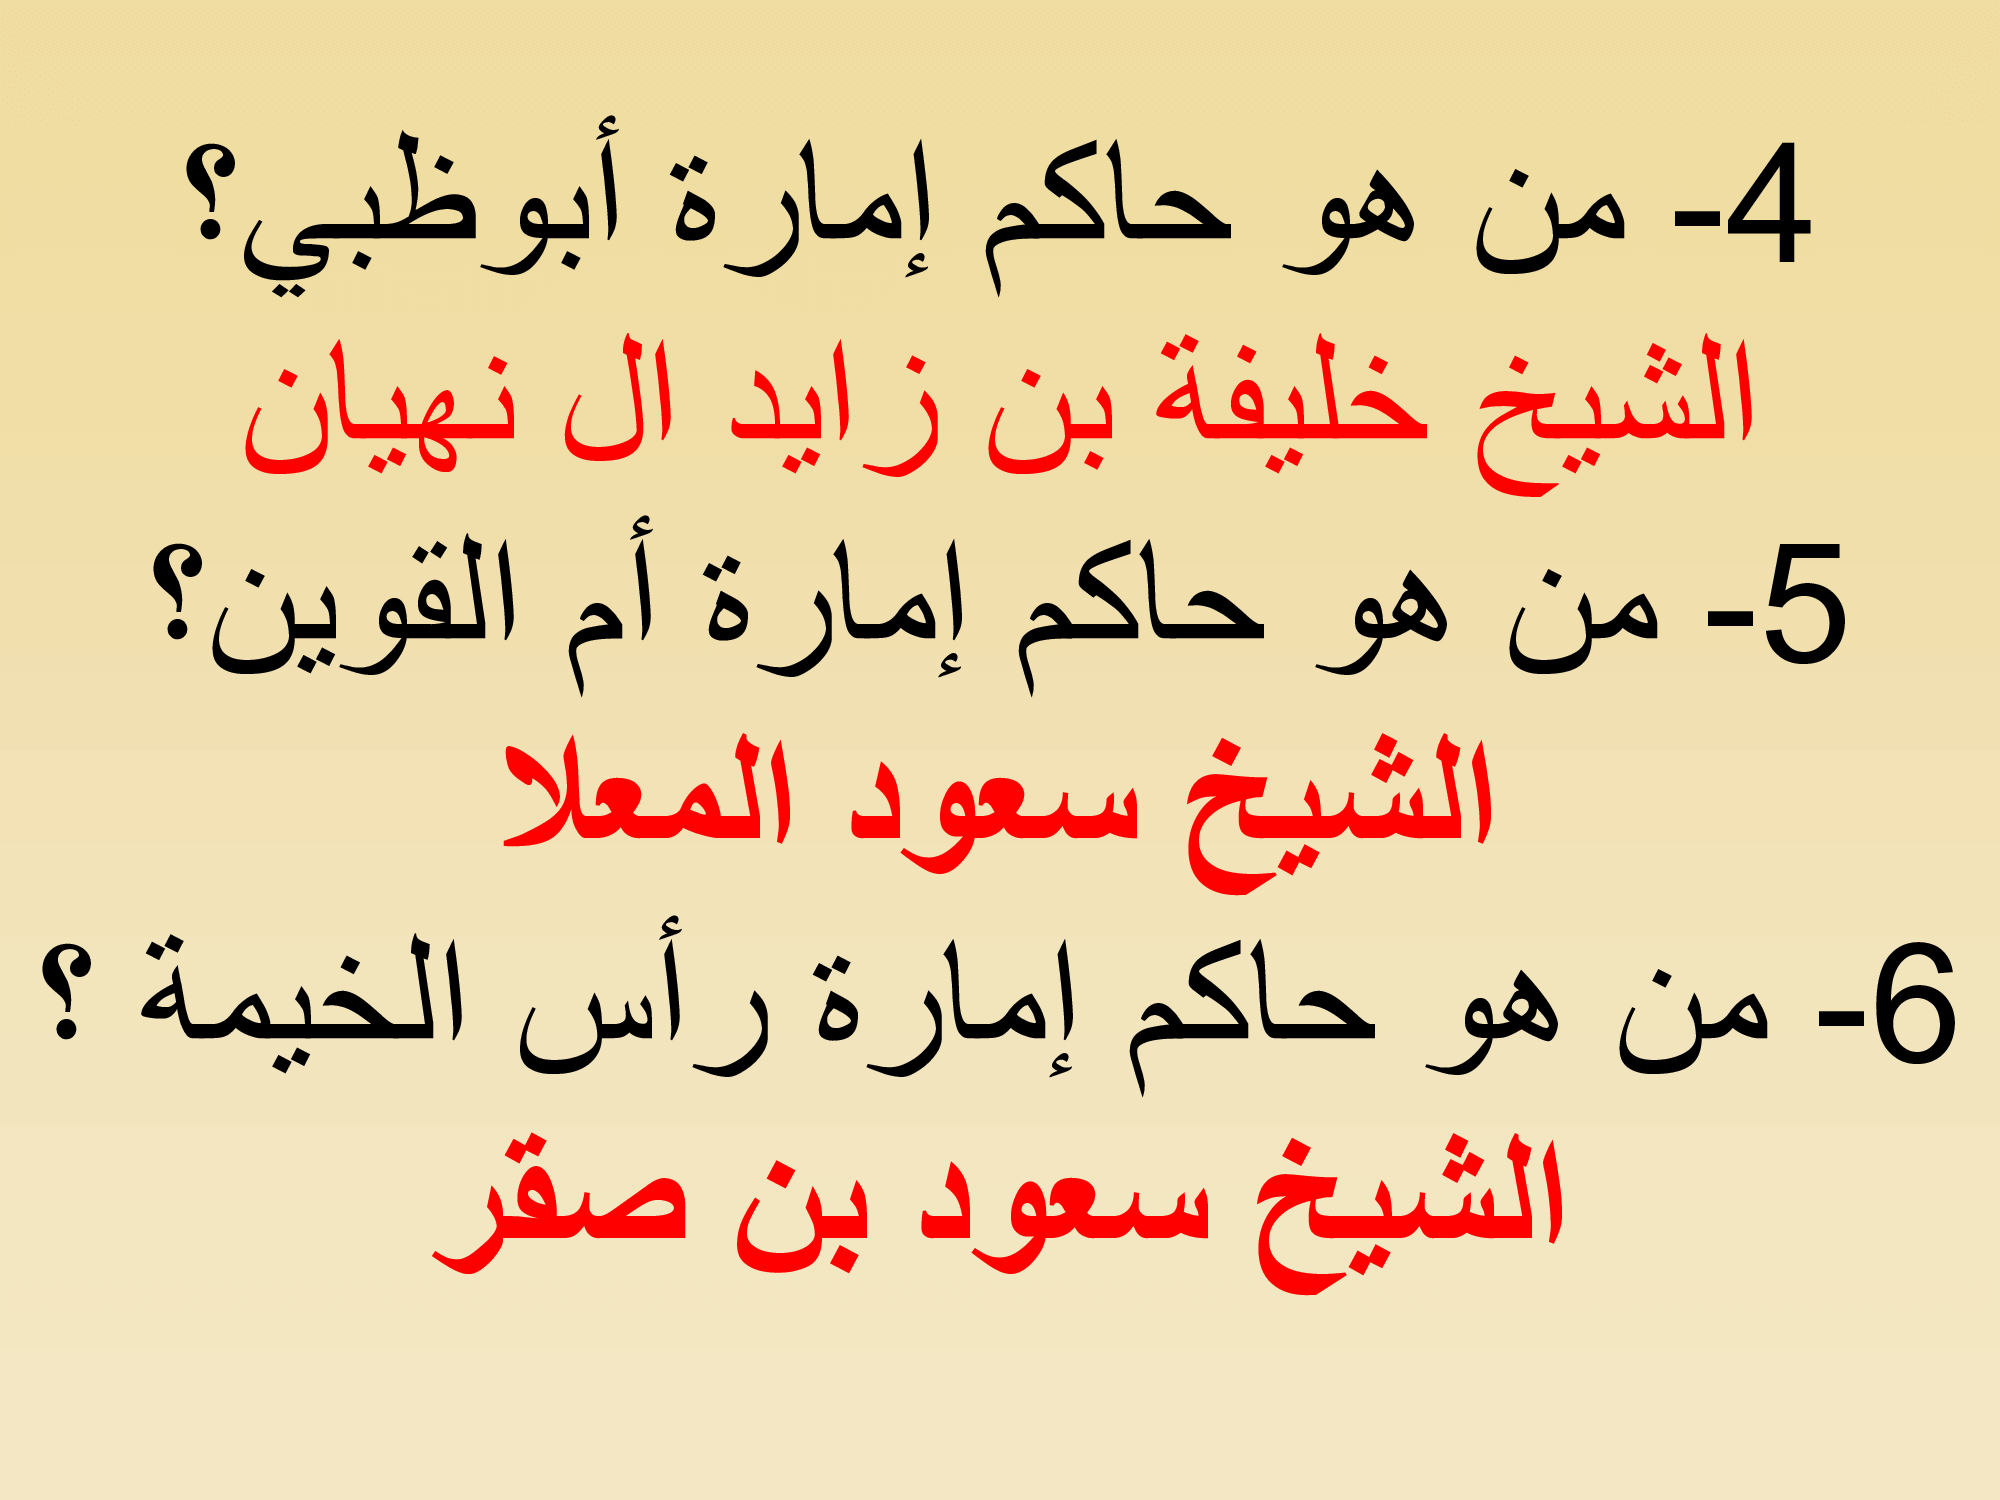 4- من هو حاكم إمارة أبوظبي؟
الشيخ خليفة بن زايد ال نهيان
5- من هو حاكم إمارة أم القوين؟
الشيخ سعود المعلا
6- من هو حاكم إمارة رأس الخيمة ؟
الشيخ سعود بن صقر